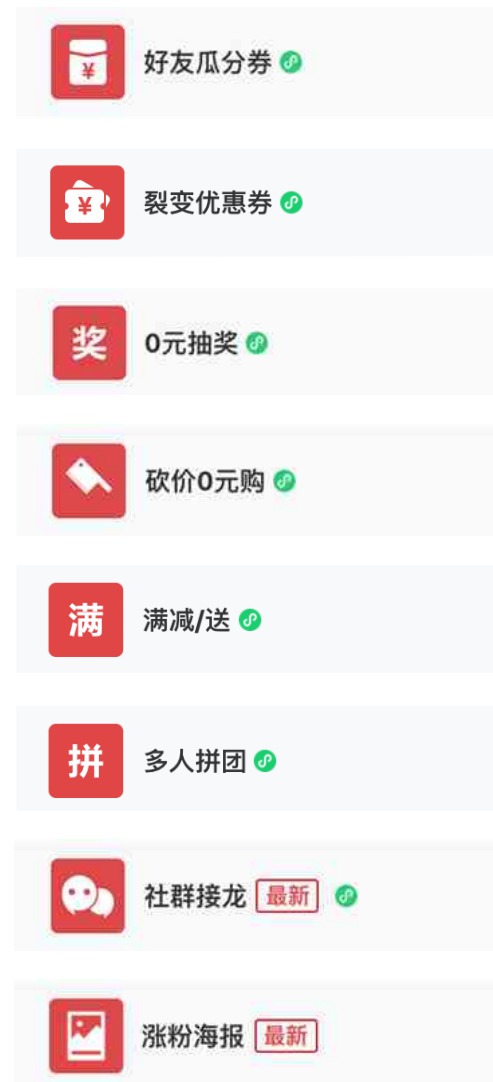 ¥ 好友瓜分券
¥ 裂变优惠券
奖 0元抽奖
砍价0元购
满 满减/送
拼 多人拼团
社群接龙 最新
涨粉海报 最新